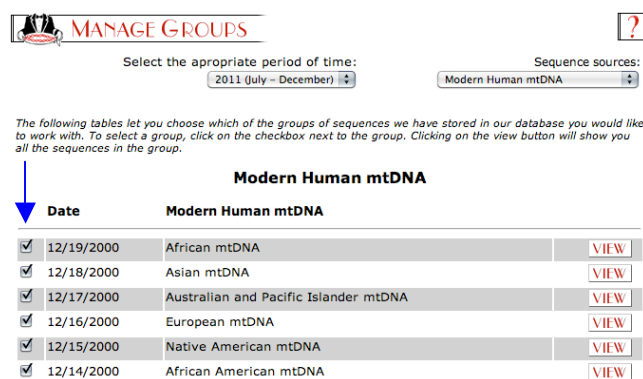 MANAGE GROUPS
?
Select the apropriate period of time:
Sequence sources:
2011 (July – December)
Modern Human mtDNA
The following tables let you choose which of the groups of sequences we have stored in our database you would like
to work with. To select a group, click on the checkbox next to the group. Clicking on the view button will show you
all the sequences in the group.
Modern Human mtDNA
Date Modern Human mtDNA
12/19/2000 African mtDNA VIEW
12/18/2000 Asian mtDNA VIEW
12/17/2000 Australian and Pacific Islander mtDNA VIEW
12/16/2000 European mtDNA VIEW
12/15/2000 Native American mtDNA VIEW
12/14/2000 African American mtDNA VIEW